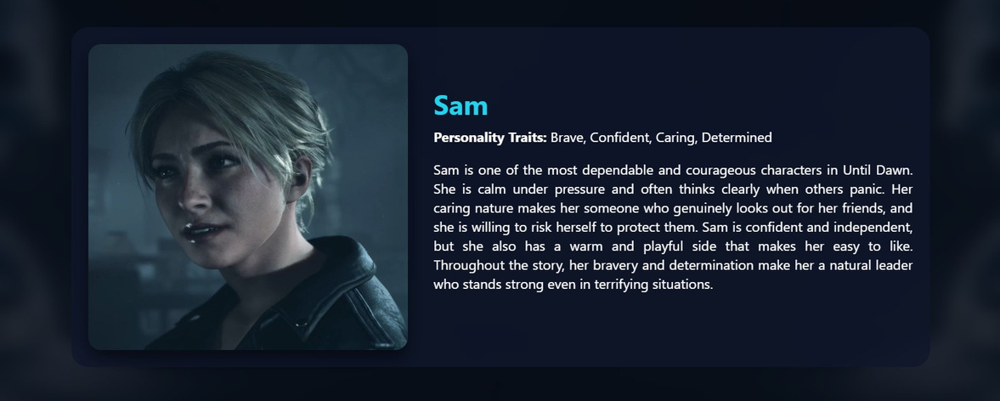 Sam
Personality Traits: Brave, Confident, Caring, Determined
Sam is one of the most dependable and courageous characters in Until Dawn.
She is calm under pressure and often thinks clearly when others panic. Her
caring nature makes her someone who genuinely looks out for her friends, and
she is willing to risk herself to protect them. Sam is confident and independent,
but she also has a warm and playful side that makes her easy to like.
Throughout the story, her bravery and determination make her a natural leader
who stands strong even in terrifying situations.